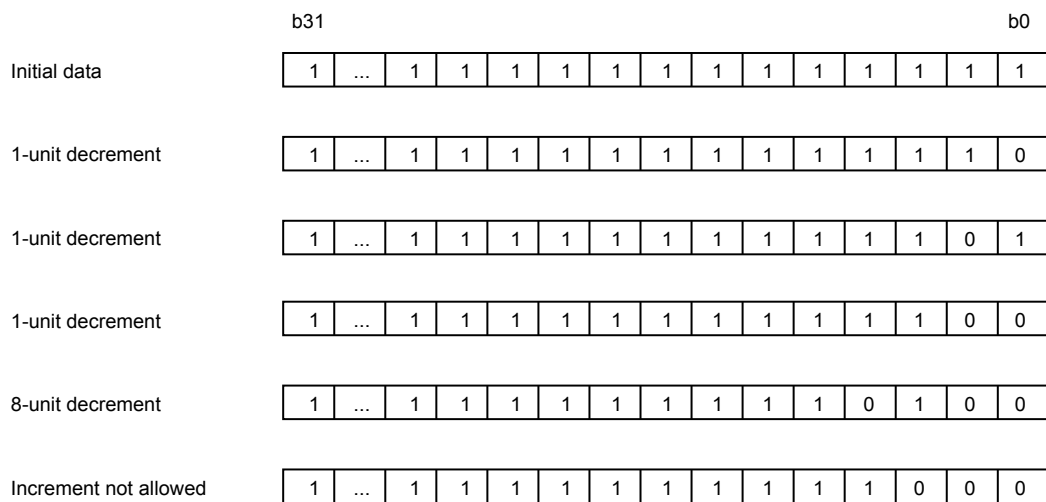 b31 b0
Initial data 1 ... 1 1 1 1 1 1 1 1 1 1 1 1 1
1-unit decrement 1 ... 1 1 1 1 1 1 1 1 1 1 1 1 0
1-unit decrement 1 ... 1 1 1 1 1 1 1 1 1 1 1 0 1
1-unit decrement 1 ... 1 1 1 1 1 1 1 1 1 1 1 0 0
8-unit decrement 1 ... 1 1 1 1 1 1 1 1 1 0 1 0 0
Increment not allowed 1 ... 1 1 1 1 1 1 1 1 1 1 0 0 0